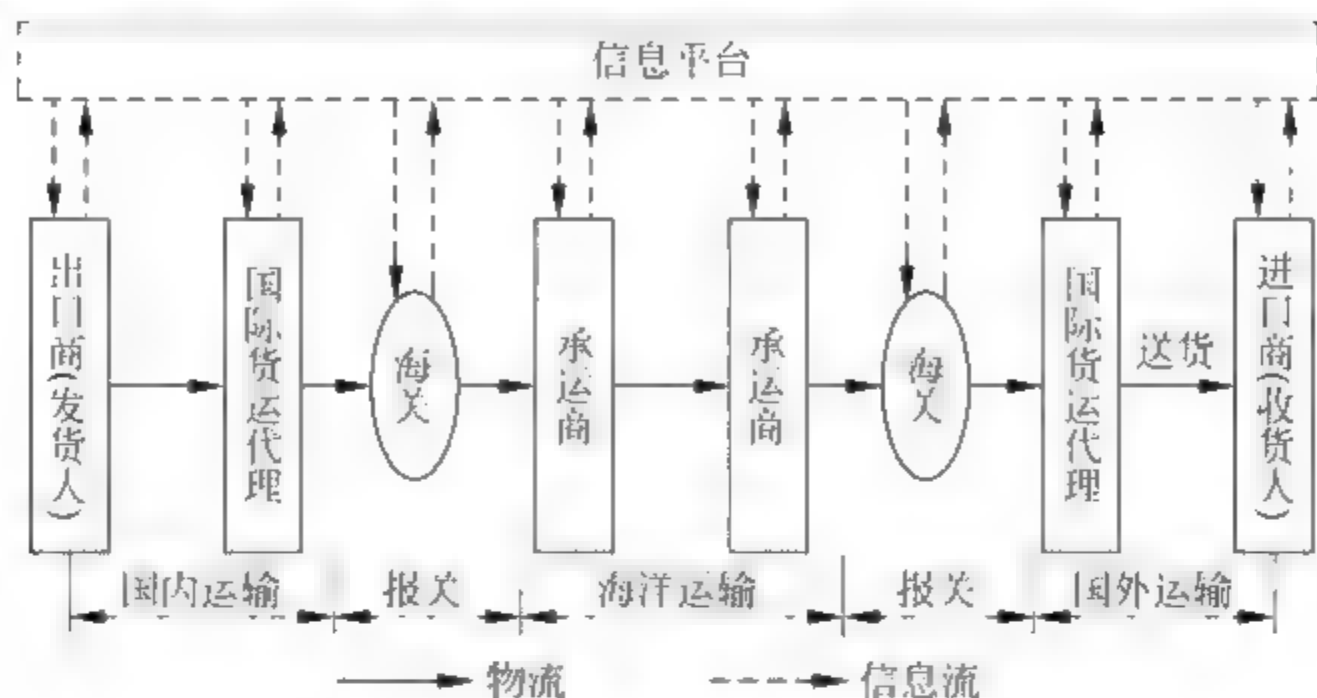 信息平台
出口商(发货人)
国际货运代理
海关
承运商
承运商
海关
国际货运代理
送货
进口商(收货人)
国内运输
报关
海洋运输
报关
国外运输
物流
信息流